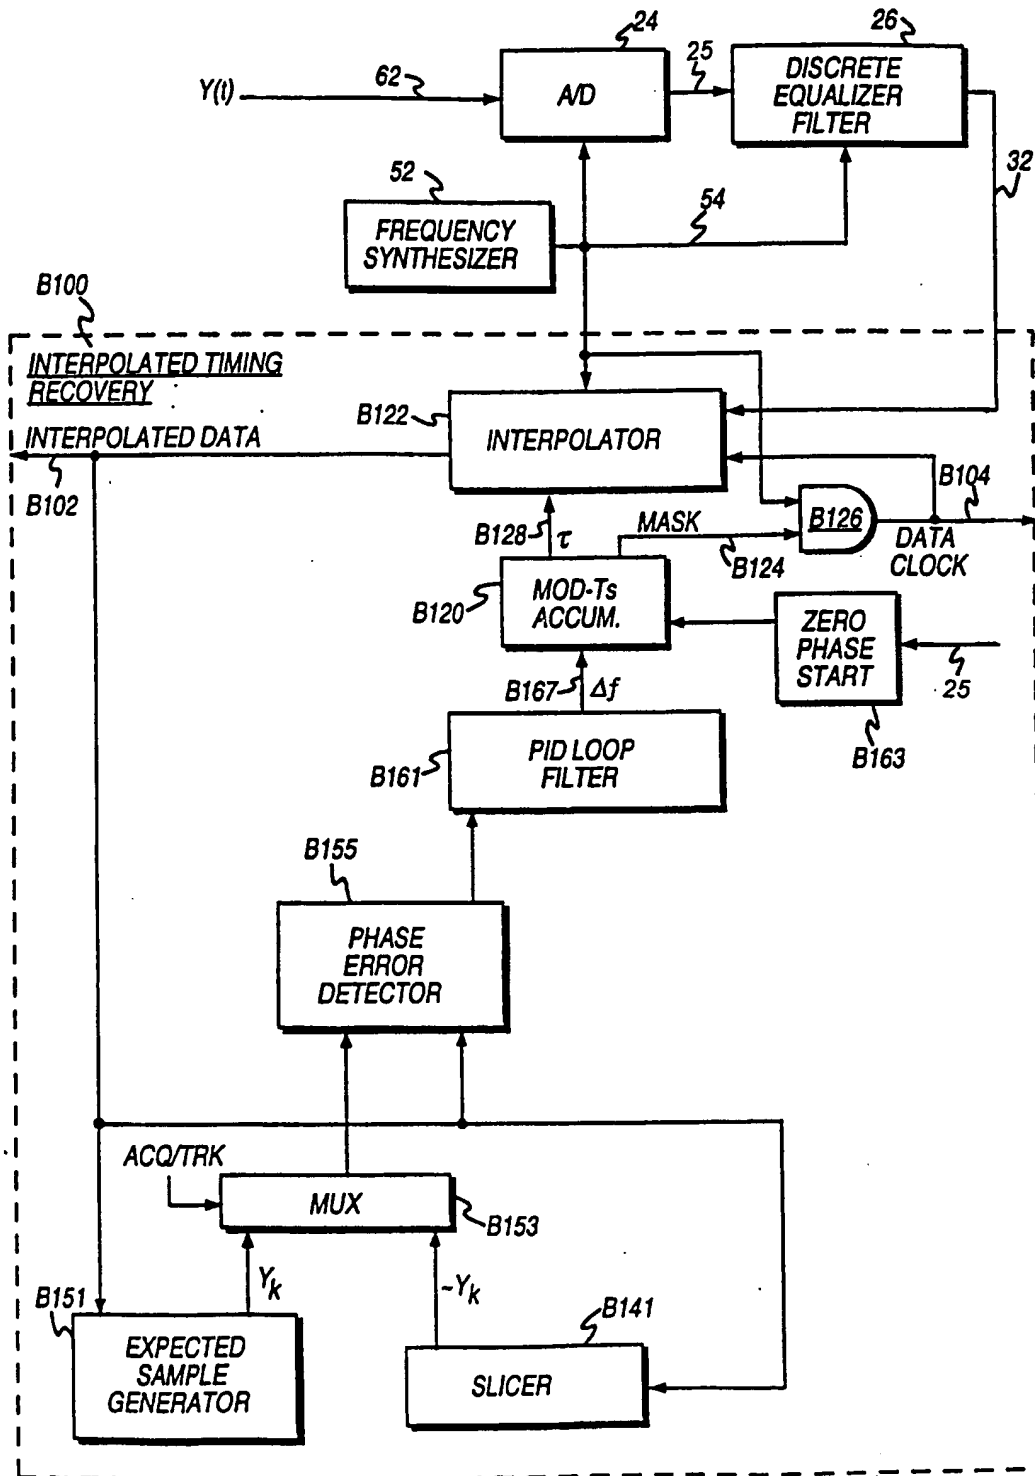 24
26
62
25
Y(t)
A/D
DISCRETE
EQUALIZER
FILTER
32
52
54
FREQUENCY
SYNTHESIZER
B100
INTERPOLATED TIMING
RECOVERY
B122
INTERPOLATOR
INTERPOLATED DATA
B102
B104
B126
DATA
CLOCK
B128
τ
MASK
B124
B120
MOD-Ts
ACCUM.
ZERO
PHASE
START
25
B163
B167
Δf
B161
PID LOOP
FILTER
B155
PHASE
ERROR
DETECTOR
ACQ/TRK
MUX
B153
Yk
~Yk
B151
B141
EXPECTED
SAMPLE
GENERATOR
SLICER